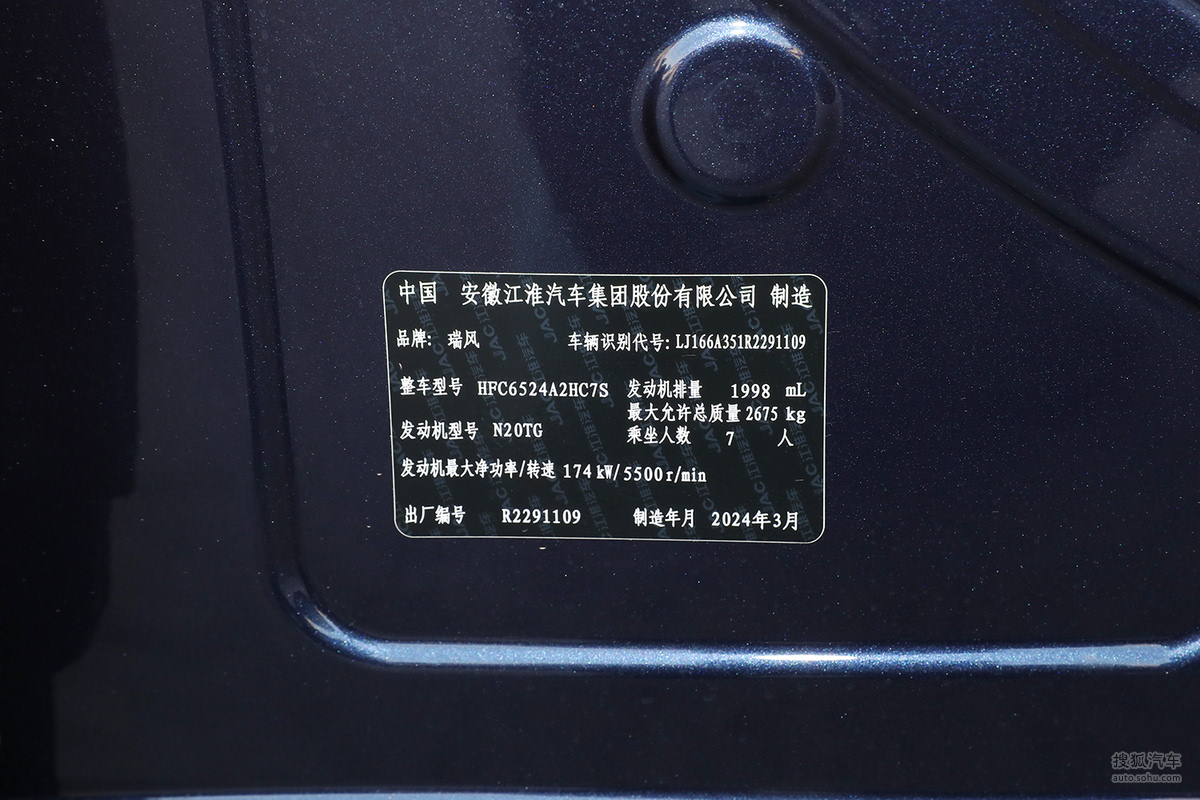 中国 安徽江淮汽车集团股份有限公司 制造
品牌: 瑞风 车辆识别代号: LJ166A351R2291109
整车型号 HFC6524A2HC7S 发动机排量 1998 mL
最大允许总质量 2675 kg
发动机型号 N20TG 乘坐人数 7 人
发动机最大净功率/转速 174 kW/ 5500 r/min
出厂编号 R2291109 制造年月 2024年3月
搜狐汽车
auto.sohu.com